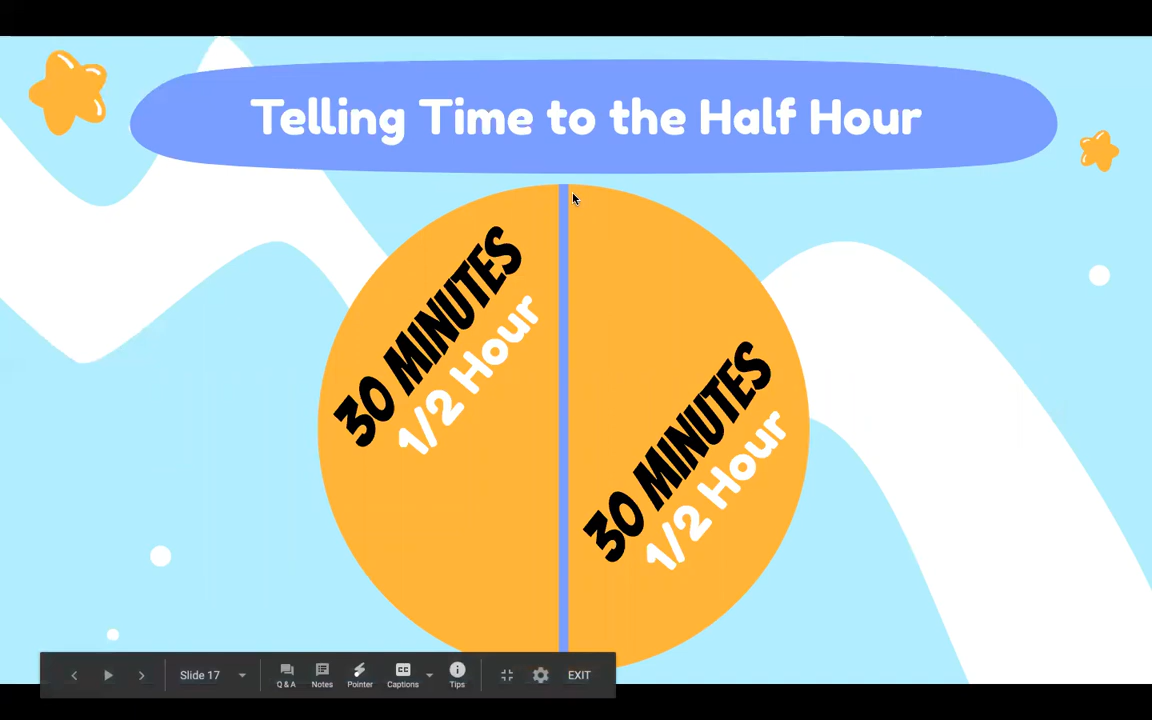 Telling Time to the Half Hour
30 MINUTES
1/2 Hour
30 MINUTES
1/2 Hour
Slide 17
Q & A
Notes
Pointer
CC
Captions
Tips
EXIT